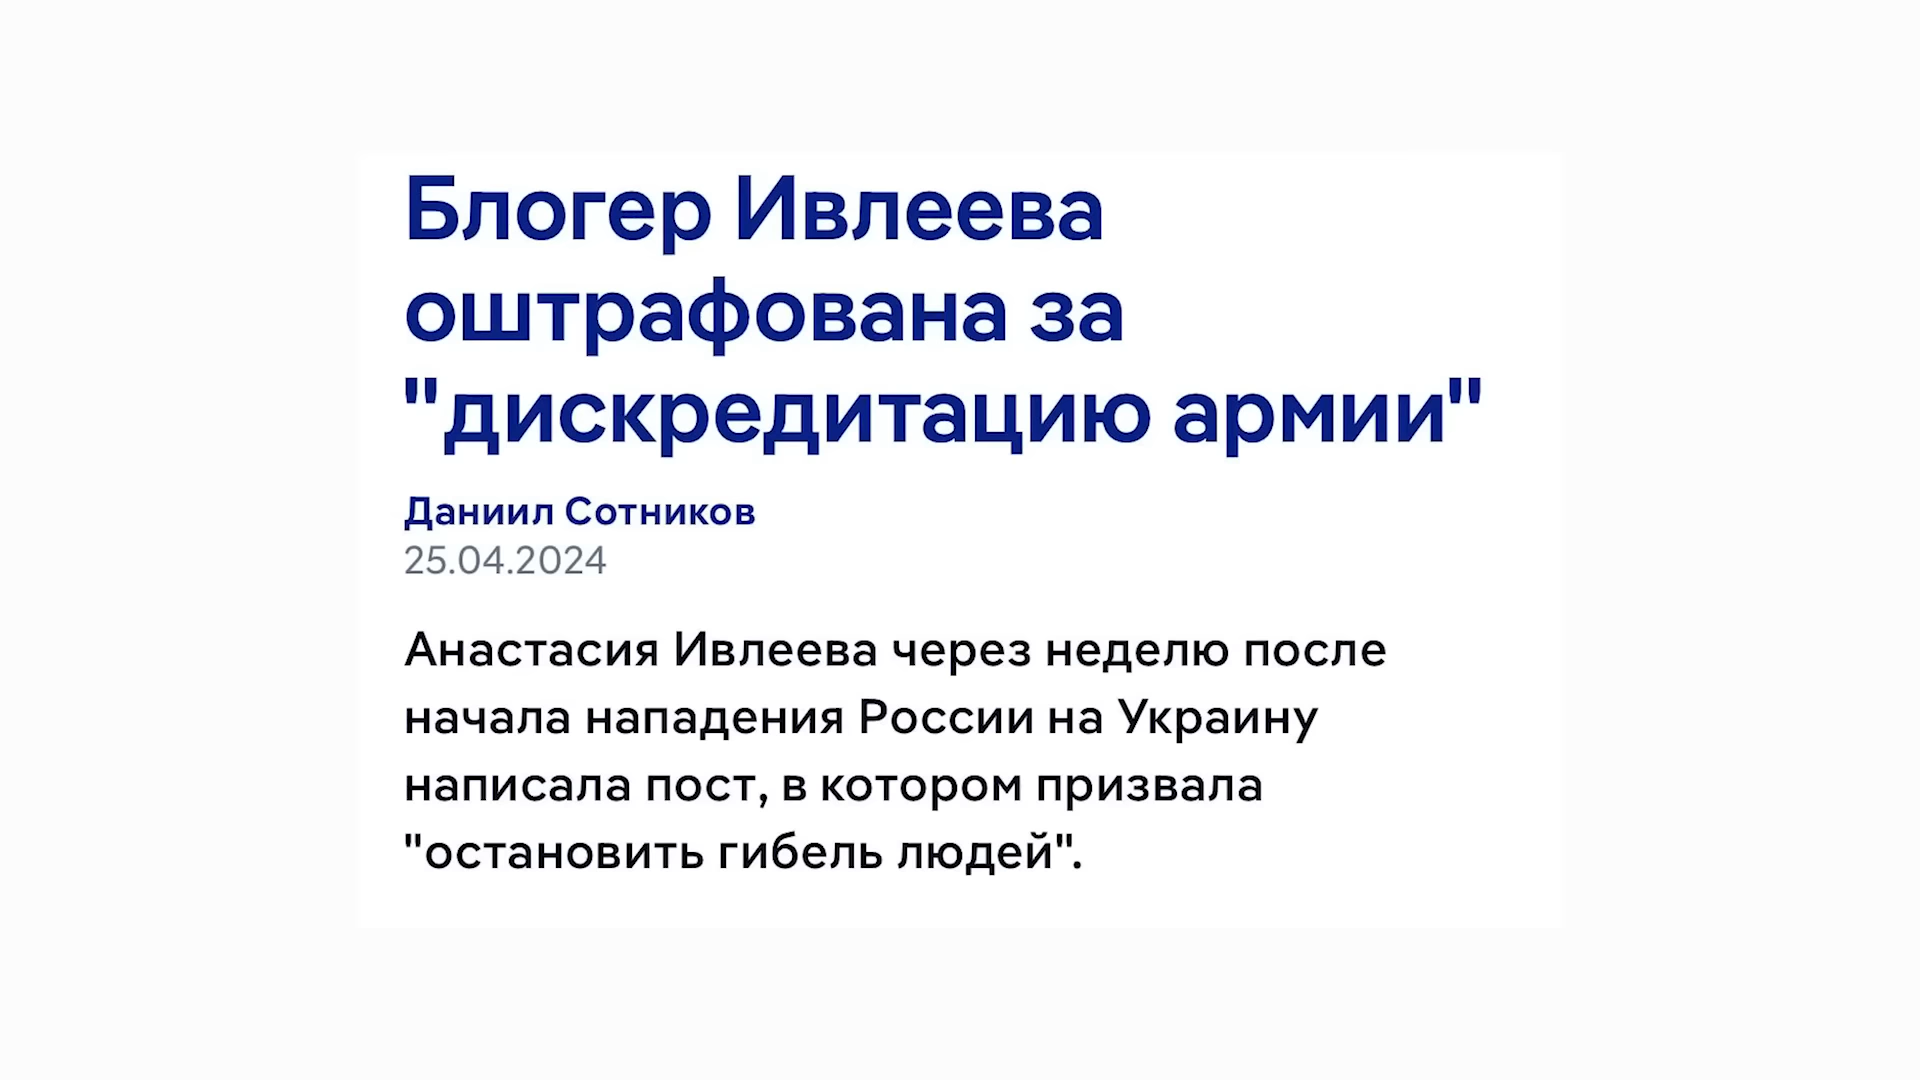 Блогер Ивлеева
оштрафована за
"дискредитацию армии"
Даниил Сотников
25.04.2024
Анастасия Ивлеева через неделю после
начала нападения России на Украину
написала пост, в котором призвала
"остановить гибель людей".